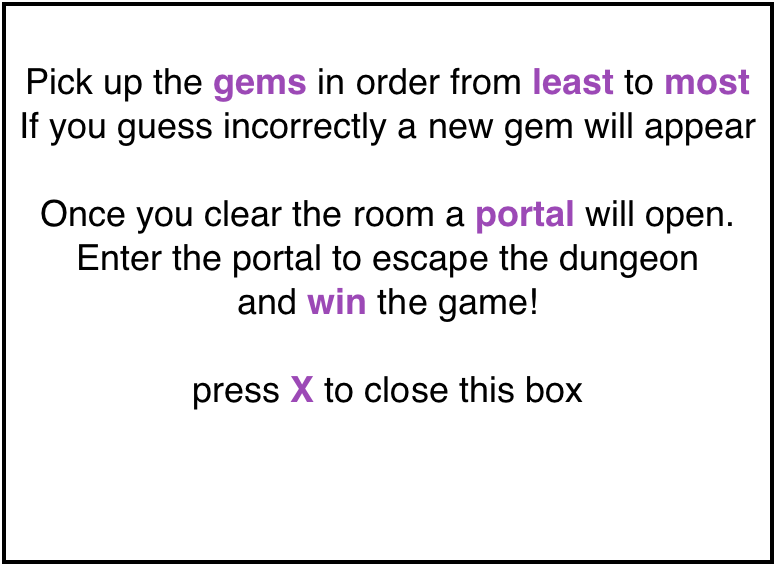 Pick up the gems in order from least to most
If you guess incorrectly a new gem will appear
Once you clear the room a portal will open.
Enter the portal to escape the dungeon
and win the game!
press X to close this box